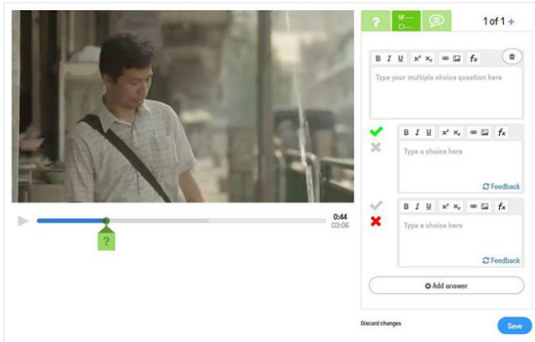 ?
1 of 1 +
B I U x² x₂ fx
Type your multiple choice question here
B I U x² x₂ fx
Type a choice here
Feedback
B I U x² x₂ fx
Type a choice here
Feedback
Add answer
0:44
03:06
?
Discard changes
Save